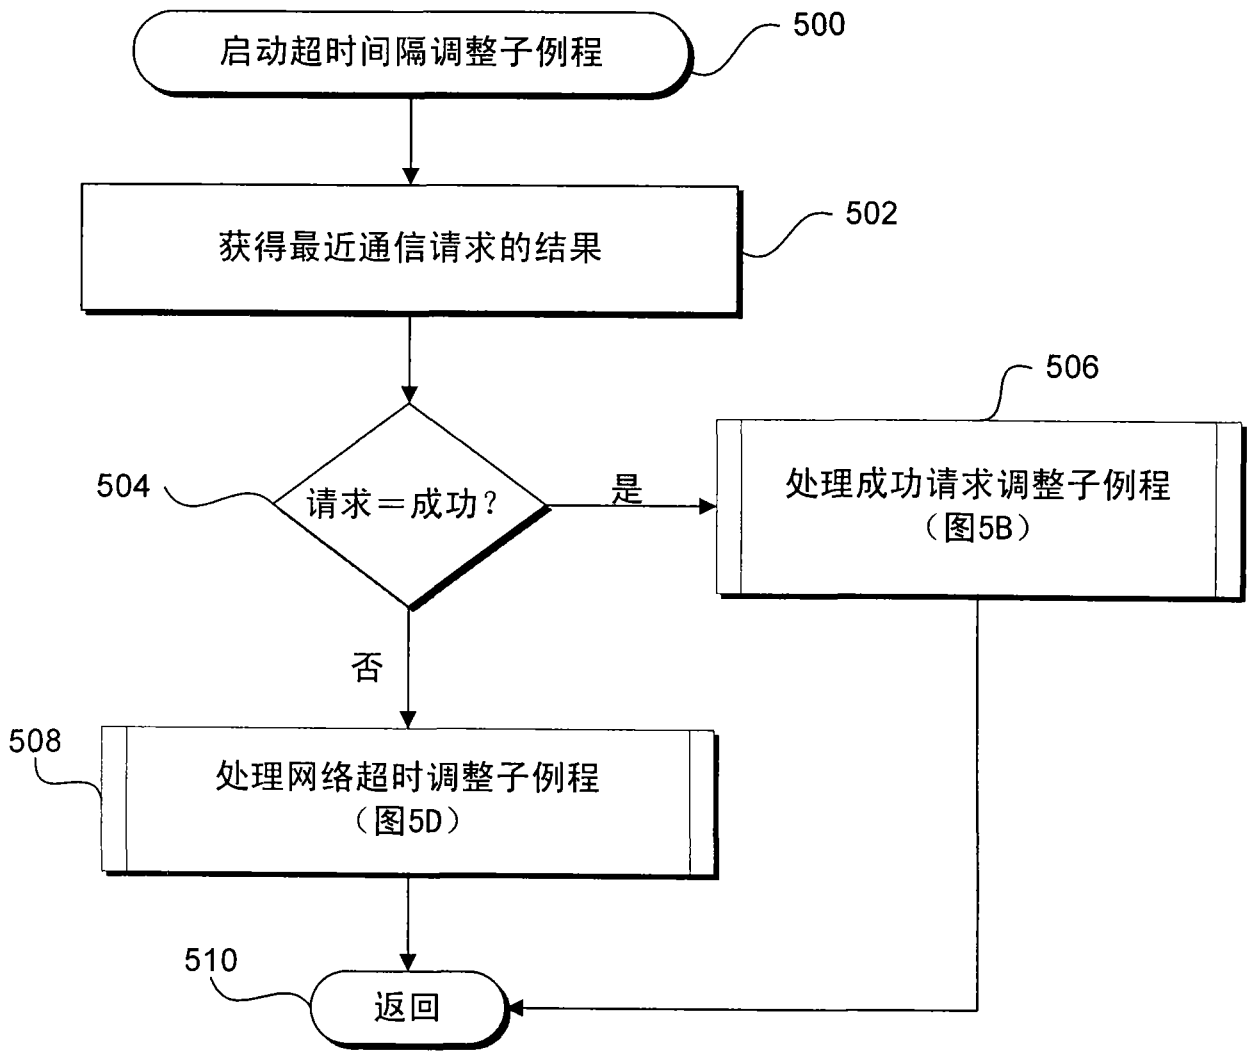 启动超时间隔调整子例程
500
获得最近通信请求的结果
502
504
请求＝成功？
是
506
处理成功请求调整子例程
（图5B）
否
508
处理网络超时调整子例程
（图5D）
510
返回